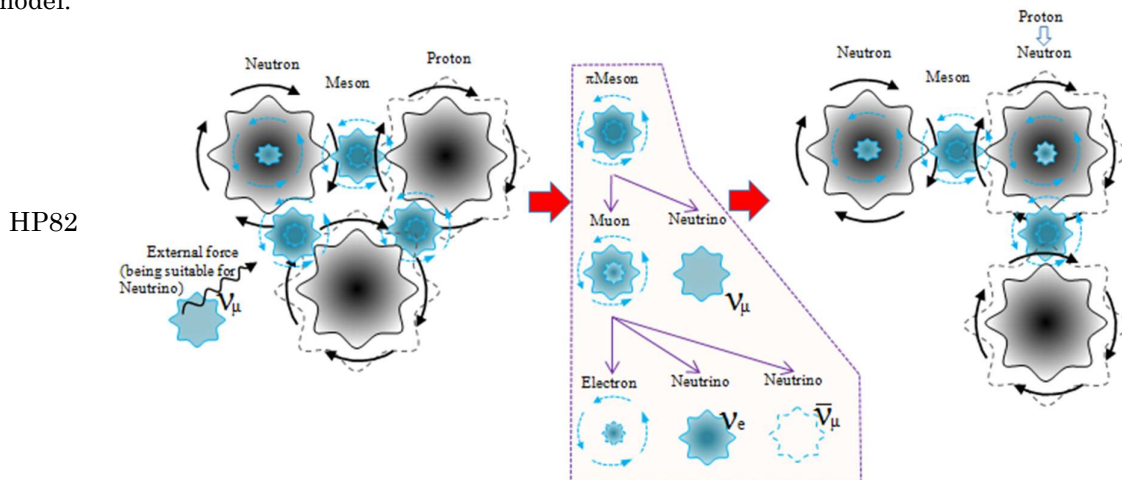 model.
HP82
Neutron
Meson
Proton
External force
(being suitable for
Neutrino)
νμ
πMeson
Muon
Neutrino
νμ
Electron
Neutrino
Neutrino
νe
ν̅μ
Proton
Neutron
Meson
Neutron